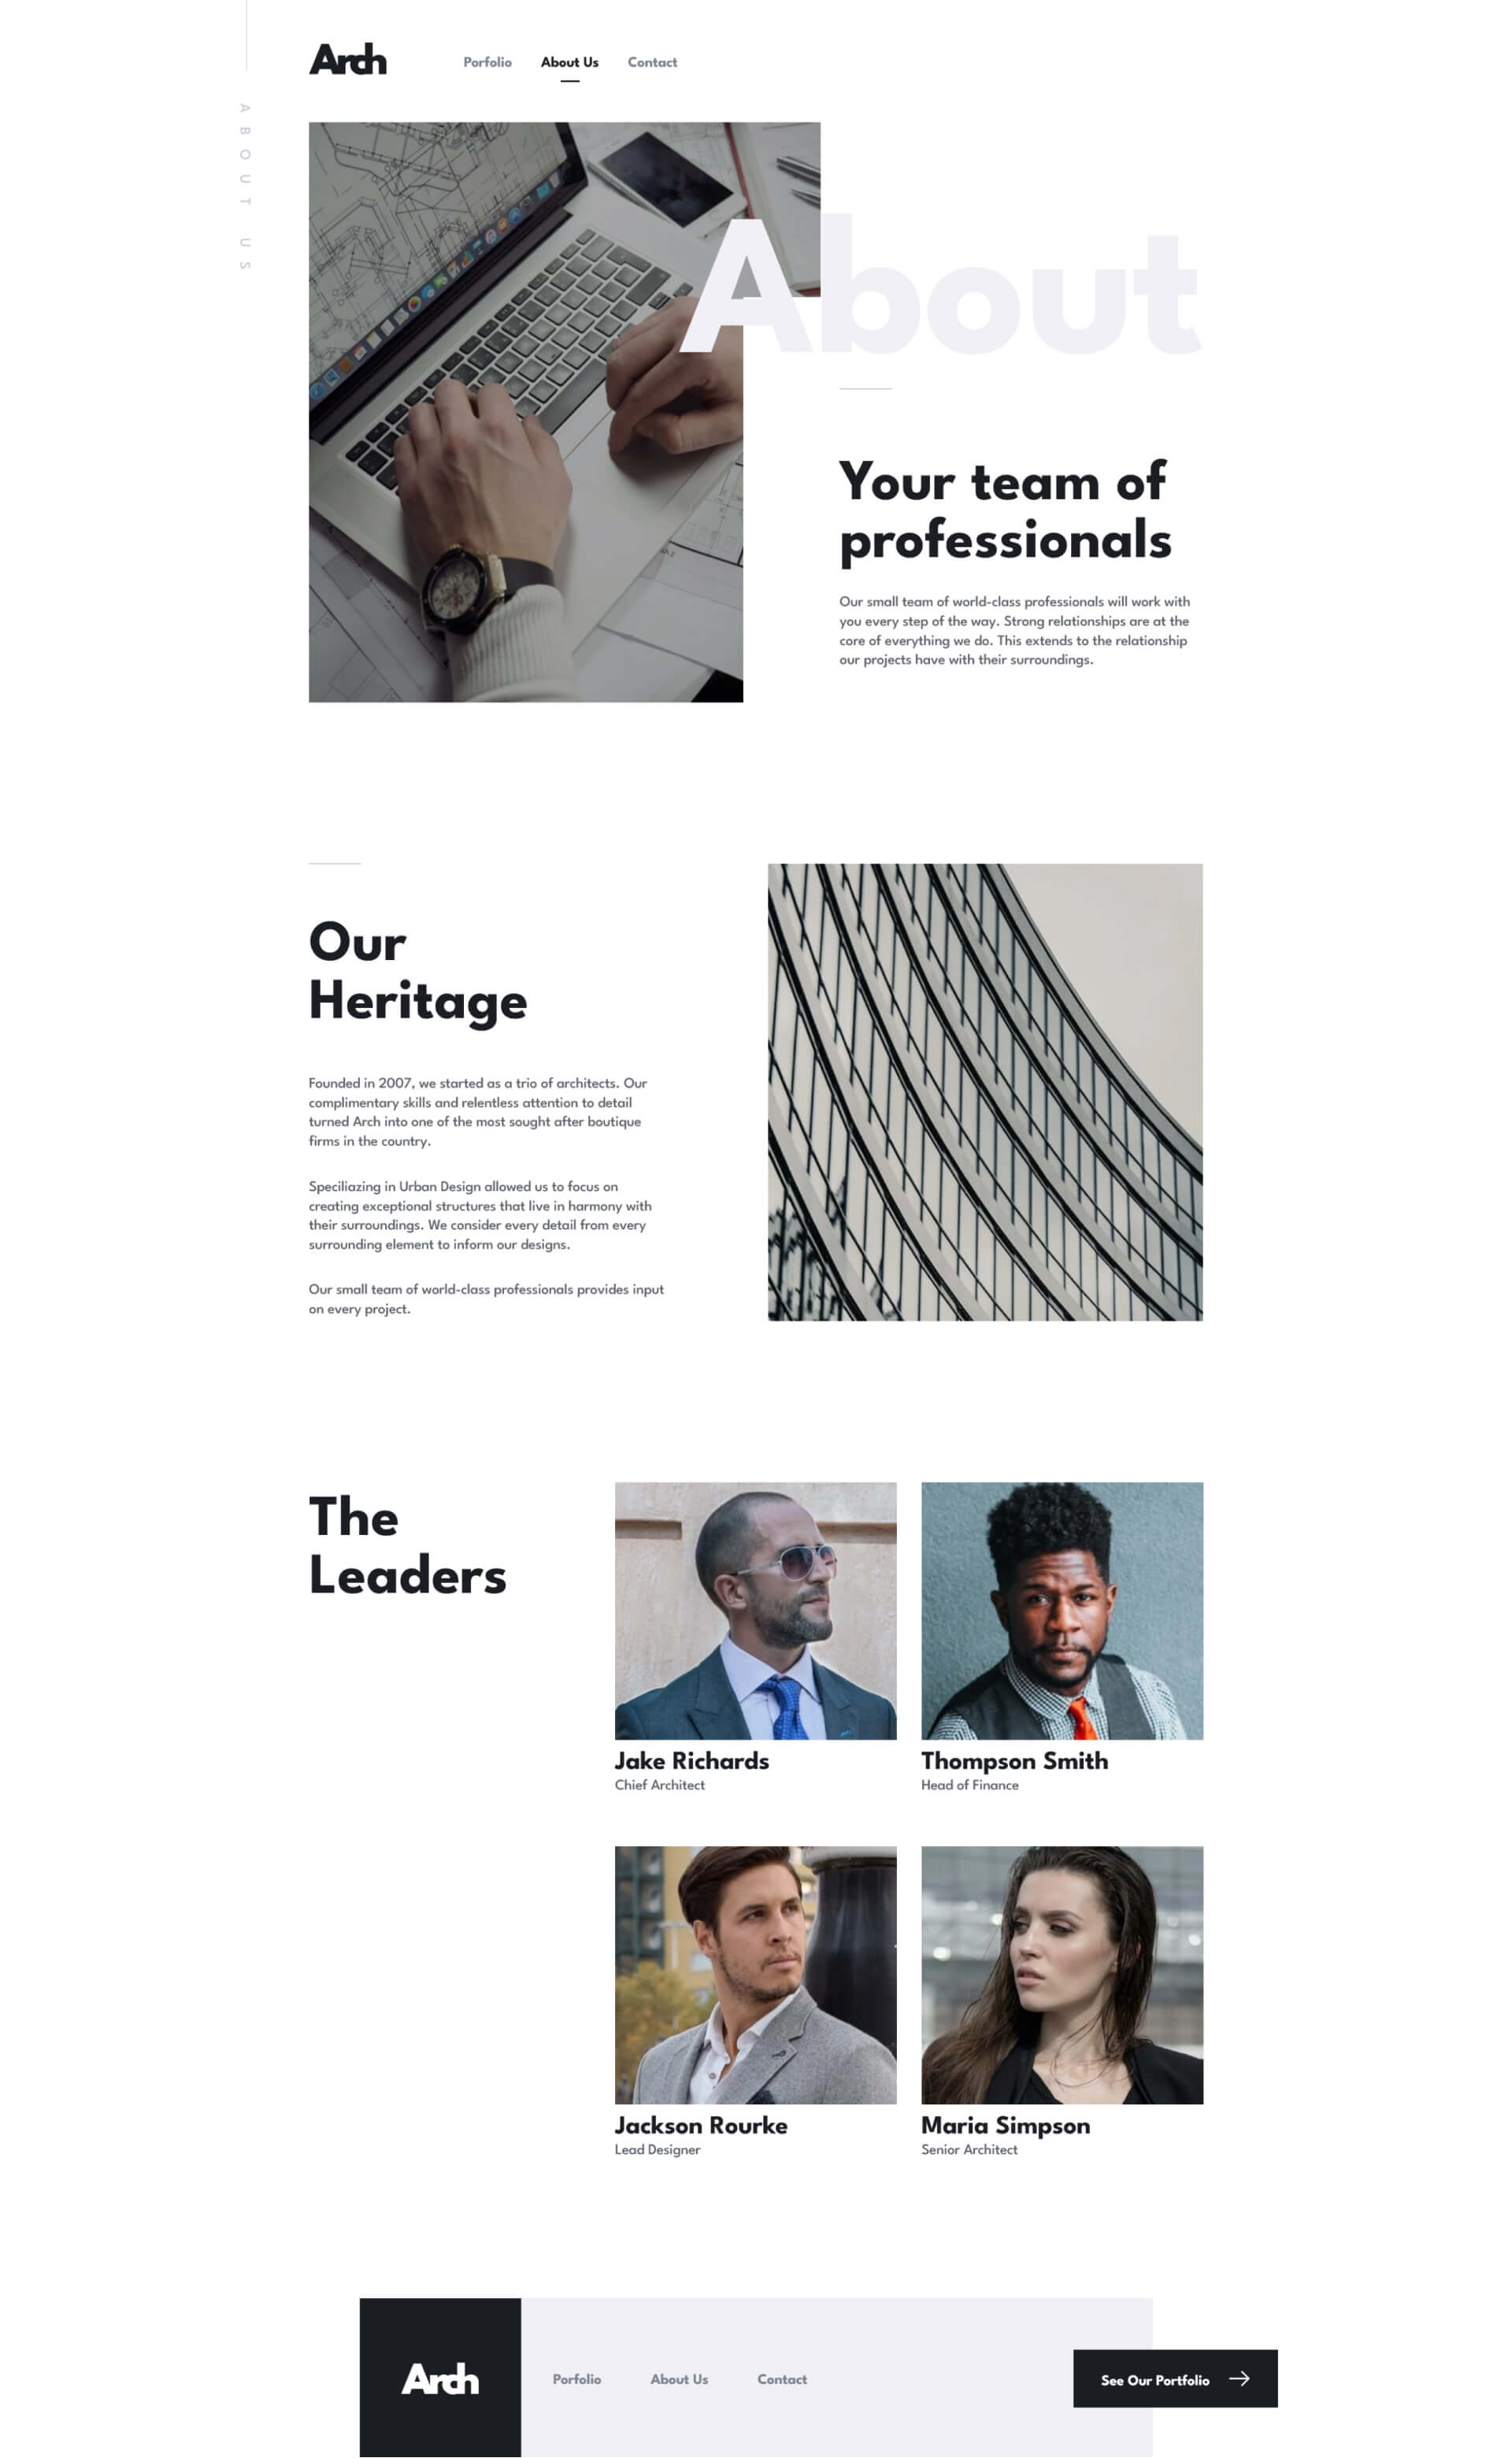 Arch
Porfolio
About Us
Contact
ABOUT US
About
Your team of
professionals
Our small team of world-class professionals will work with
you every step of the way. Strong relationships are at the
core of everything we do. This extends to the relationship
our projects have with their surroundings.
Our
Heritage
Founded in 2007, we started as a trio of architects. Our
complimentary skills and relentless attention to detail
turned Arch into one of the most sought after boutique
firms in the country.
Speciliazing in Urban Design allowed us to focus on
creating exceptional structures that live in harmony with
their surroundings. We consider every detail from every
surrounding element to inform our designs.
Our small team of world-class professionals provides input
on every project.
The
Leaders
Jake Richards
Chief Architect
Thompson Smith
Head of Finance
Jackson Rourke
Lead Designer
Maria Simpson
Senior Architect
Arch
Porfolio
About Us
Contact
See Our Portfolio